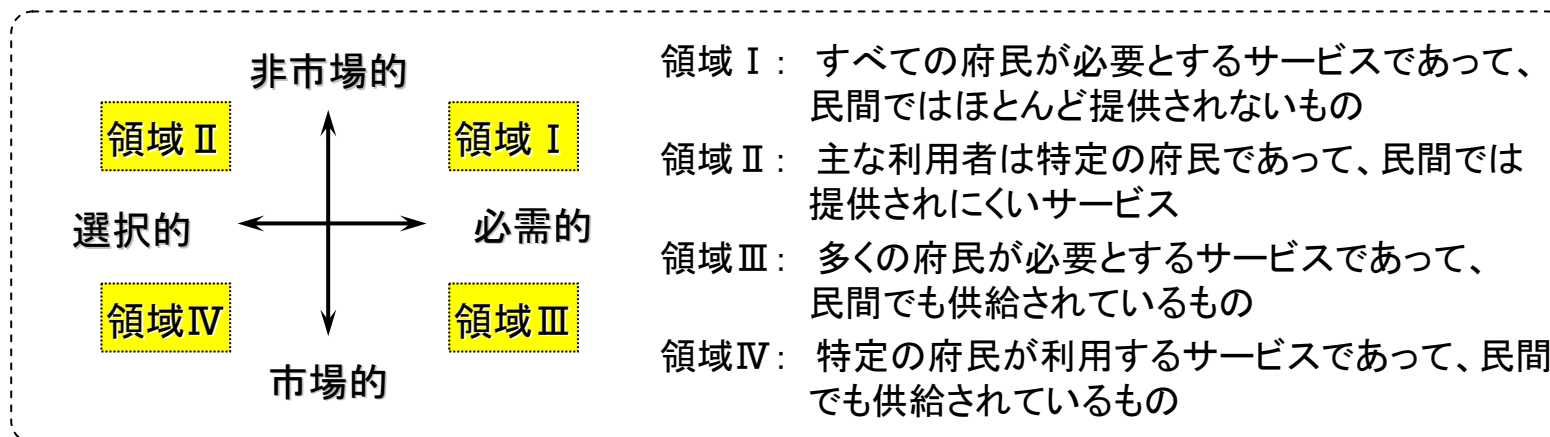 非市場的
領域Ⅱ
領域Ⅰ
選択的
必需的
領域Ⅳ
領域Ⅲ
市場的
領域Ⅰ： すべての府民が必要とするサービスであって、
民間ではほとんど提供されないもの
領域Ⅱ： 主な利用者は特定の府民であって、民間では
提供されにくいサービス
領域Ⅲ： 多くの府民が必要とするサービスであって、
民間でも供給されているもの
領域Ⅳ： 特定の府民が利用するサービスであって、民間
でも供給されているもの